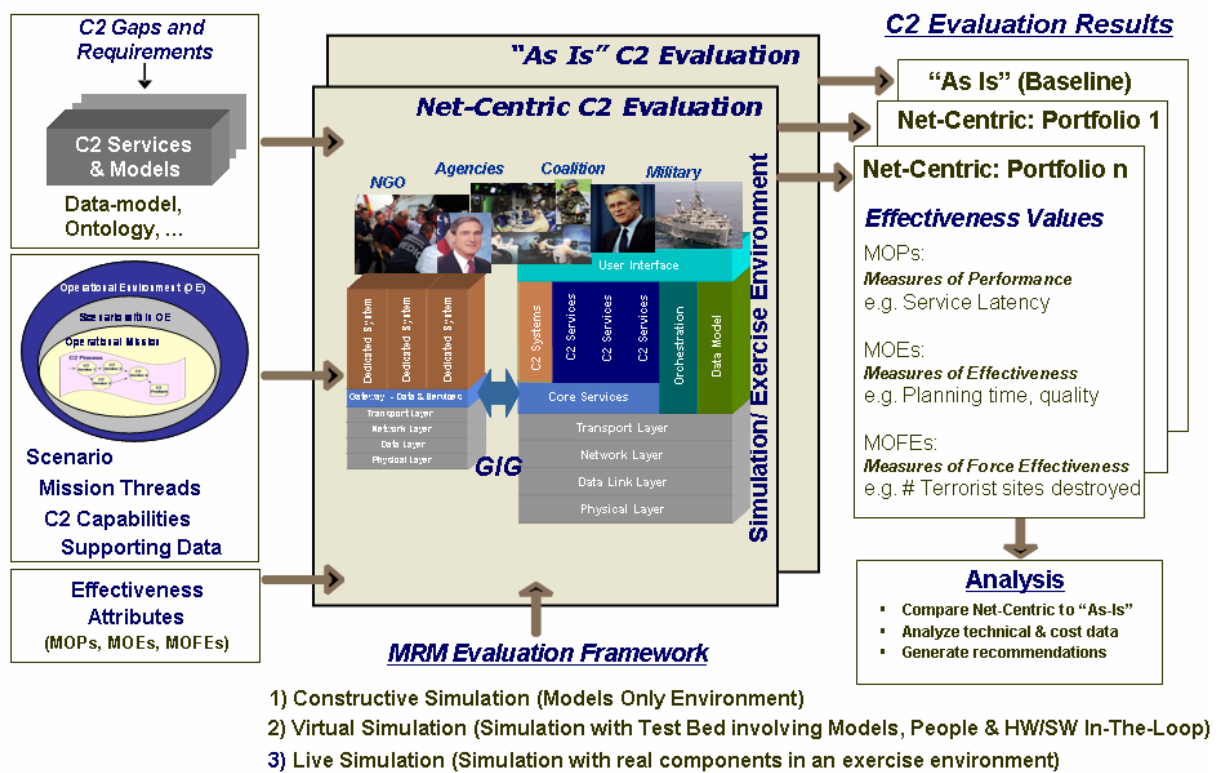 C2 Gaps and
Requirements
C2 Services
& Models
Data-model,
Ontology, ...
Operational Environment (OE)
Scenario within OE
Operational Mission
C2 Process
Scenario
Mission Threads
C2 Capabilities
Supporting Data
Effectiveness
Attributes
(MOPs, MOEs, MOFEs)
“As Is” C2 Evaluation
Net-Centric C2 Evaluation
NGO
Agencies
Coalition
Military
User Interface
Dedicated System
Dedicated System
Dedicated System
Gateway - Data & Services
Transport Layer
Network Layer
Data Layer
Physical Layer
GIG
C2 Systems
C2 Services
C2 Services
C2 Services
Orchestration
Data Model
Core Services
Transport Layer
Network Layer
Data Link Layer
Physical Layer
Simulation/ Exercise Environment
MRM Evaluation Framework
1) Constructive Simulation (Models Only Environment)
2) Virtual Simulation (Simulation with Test Bed involving Models, People & HW/SW In-The-Loop)
3) Live Simulation (Simulation with real components in an exercise environment)
C2 Evaluation Results
“As Is” (Baseline)
Net-Centric: Portfolio 1
Net-Centric: Portfolio n
Effectiveness Values
MOPs:
Measures of Performance
e.g. Service Latency
MOEs:
Measures of Effectiveness
e.g. Planning time, quality
MOFEs:
Measures of Force Effectiveness
e.g. # Terrorist sites destroyed
Analysis
▪ Compare Net-Centric to “As-Is”
▪ Analyze technical & cost data
▪ Generate recommendations